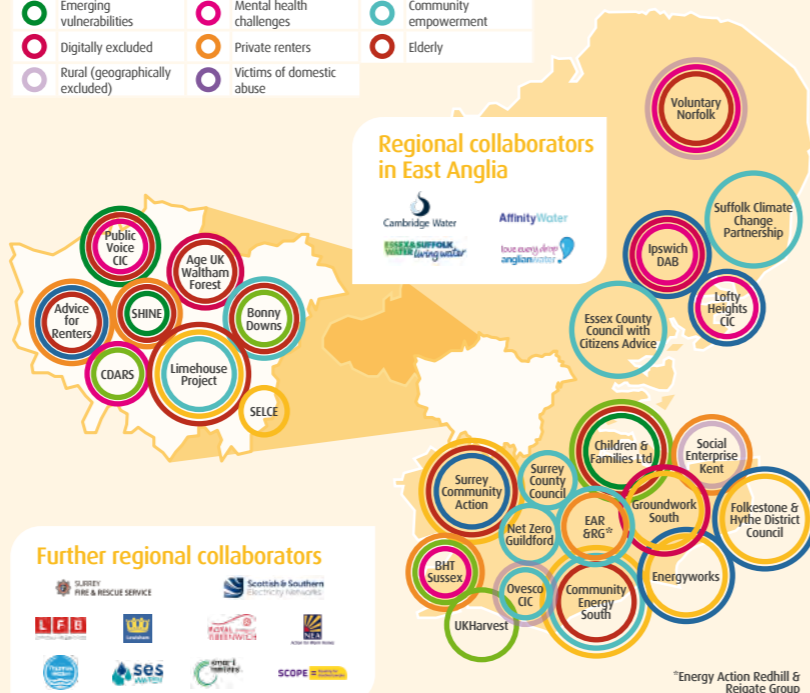 Emerging
vulnerabilities
Mental health
challenges
Community
empowerment
Digitally excluded
Private renters
Elderly
Rural (geographically
excluded)
Victims of domestic
abuse
Regional collaborators
in East Anglia
Cambridge Water
AffinityWater
ESSEX&SUFFOLK
WATER living water
love every drop
anglianwater
Voluntary
Norfolk
Suffolk Climate
Change
Partnership
Ipswich
DAB
Lofty
Heights
CIC
Essex County
Council with
Citizens Advice
Public
Voice
CIC
Age UK
Waltham
Forest
Advice
for
Renters
SHINE
Bonny
Downs
CDARS
Limehouse
Project
SELCE
Children &
Families Ltd
Social
Enterprise
Kent
Surrey
Community
Action
Surrey
County
Council
Groundwork
South
Folkestone &
Hythe District
Council
Net Zero
Guildford
EAR
&RG*
BHT
Sussex
Ovesco
CIC
Community
Energy
South
Energyworks
UKHarvest
Further regional collaborators
SURREY
FIRE & RESCUE SERVICE
Scottish & Southern
Electricity Networks
LFB
Lewisham
ROYAL
GREENWICH
NEA
Thames
Water
ses
water
SCOPE
*Energy Action Redhill &
Reigate Group